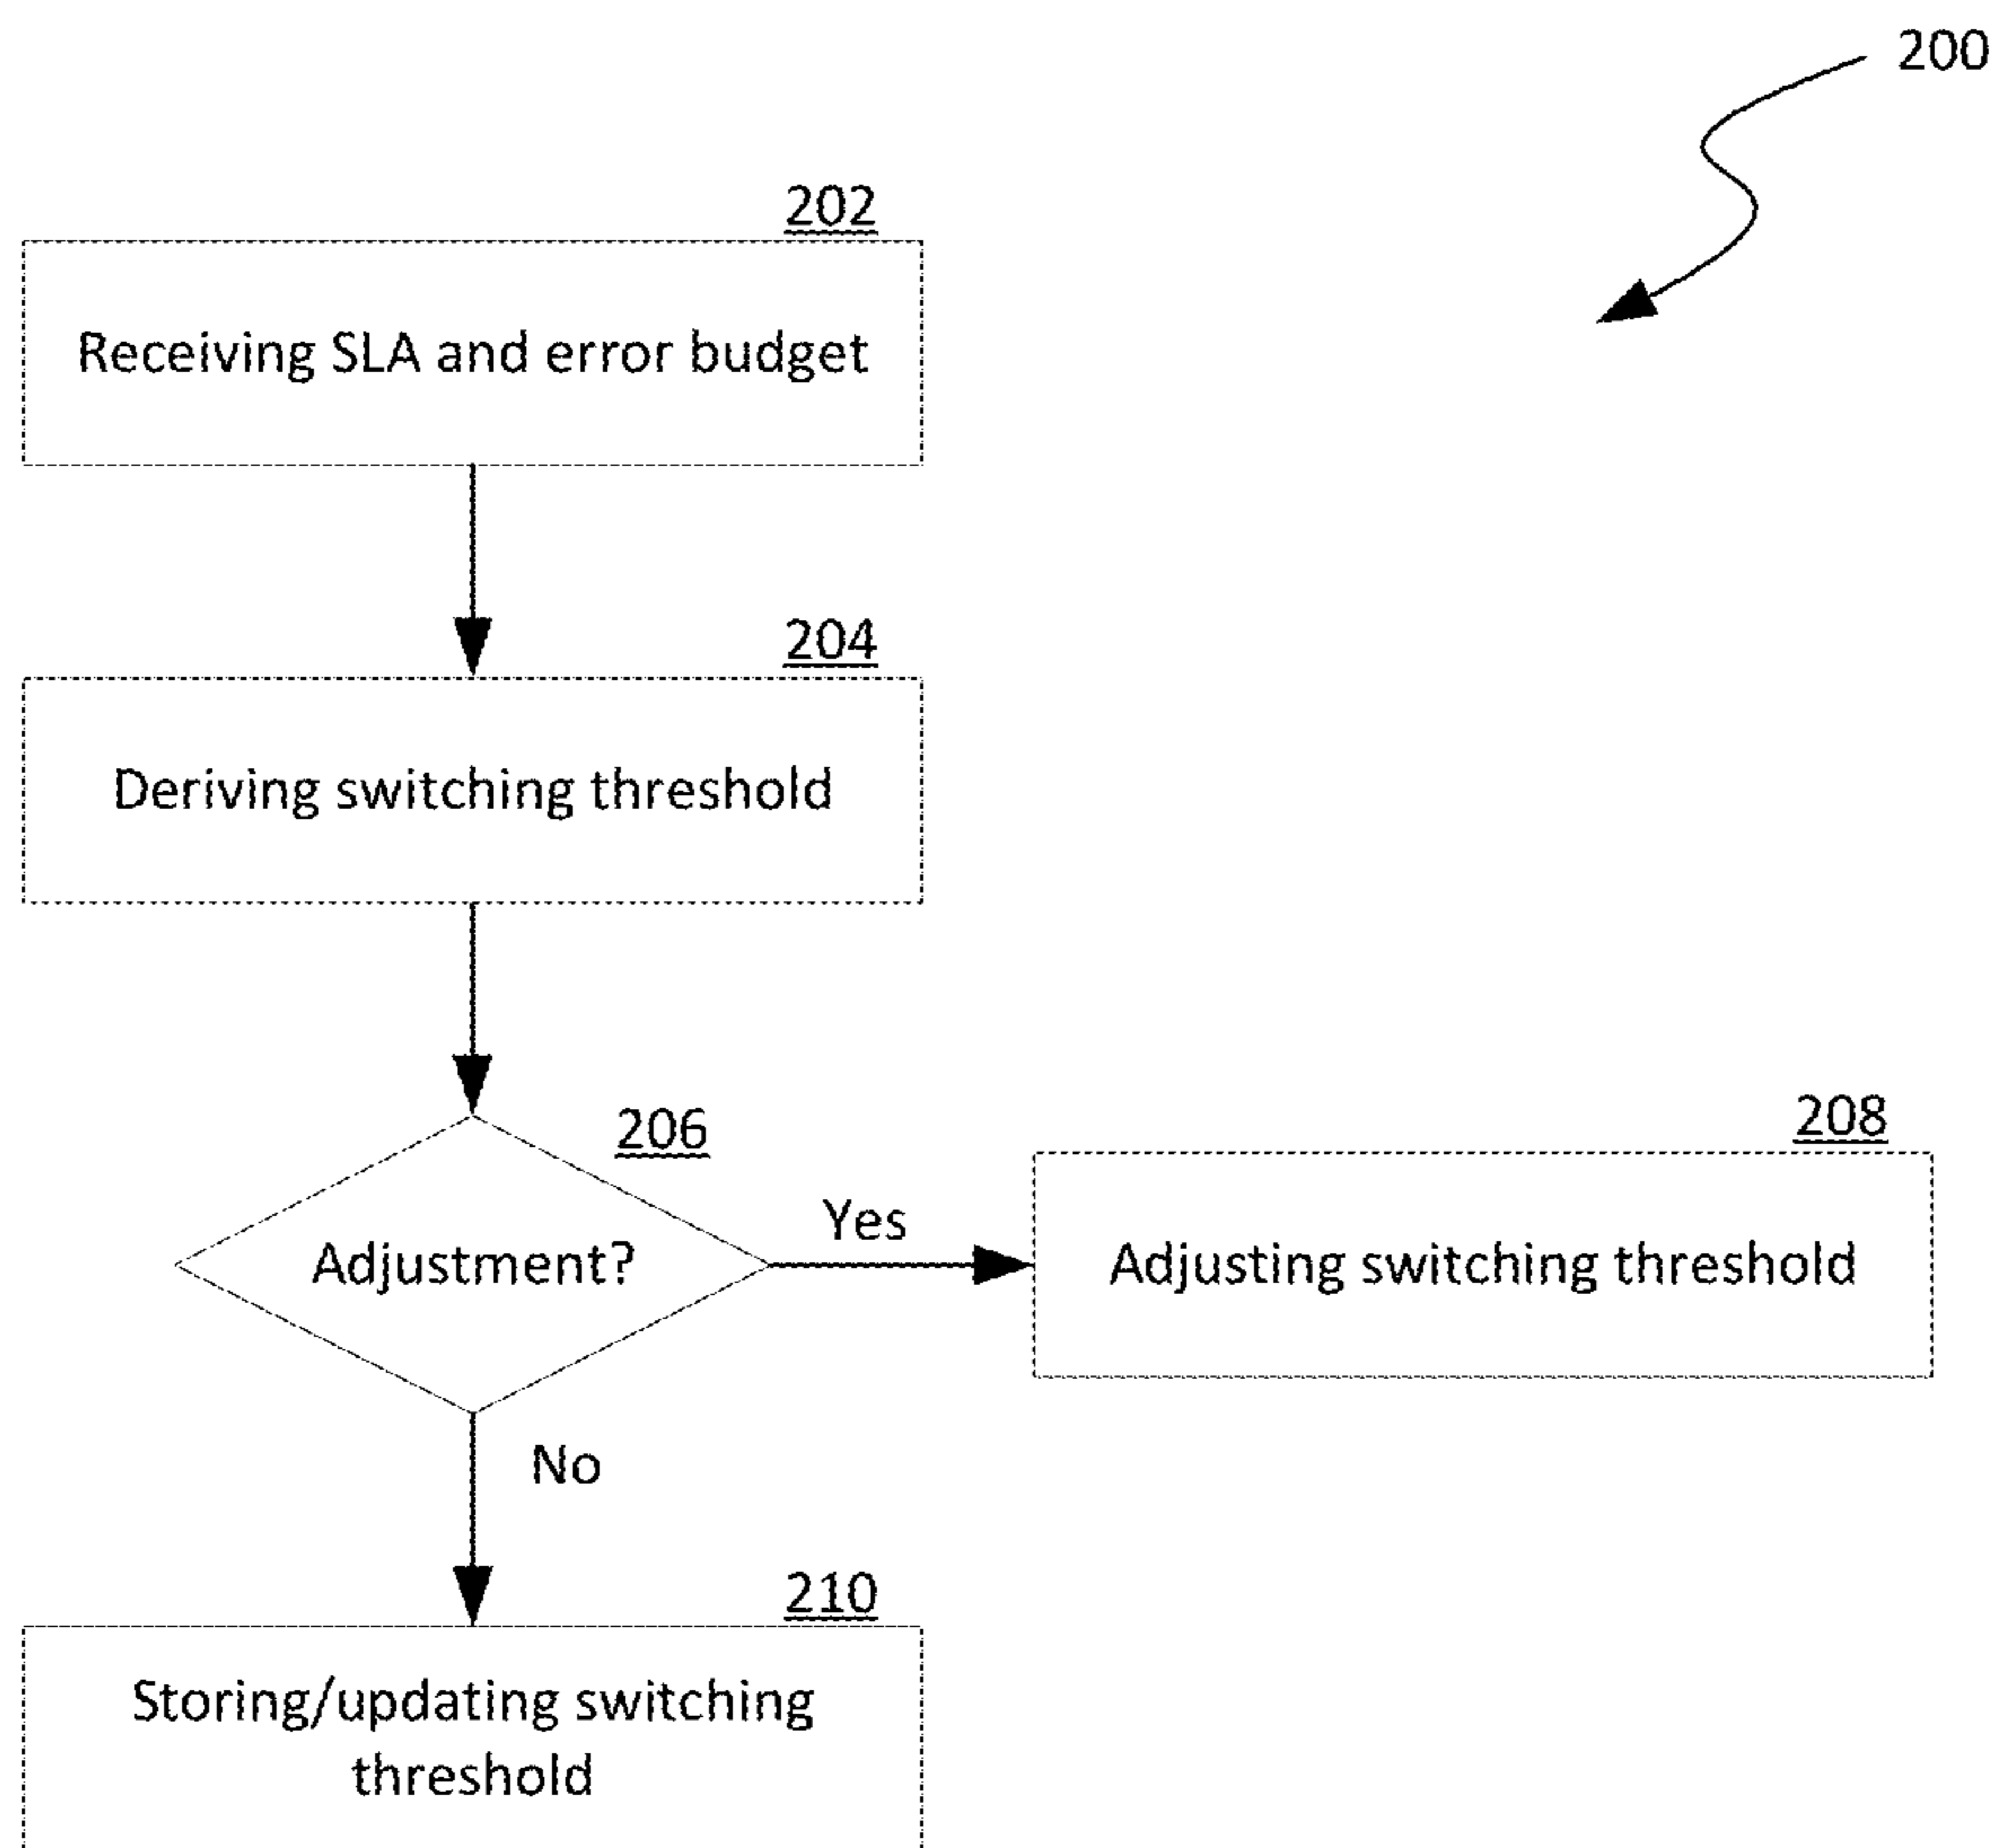 200
202
Receiving SLA and error budget
204
Deriving switching threshold
206
Adjustment?
Yes
208
Adjusting switching threshold
No
210
Storing/updating switching
threshold